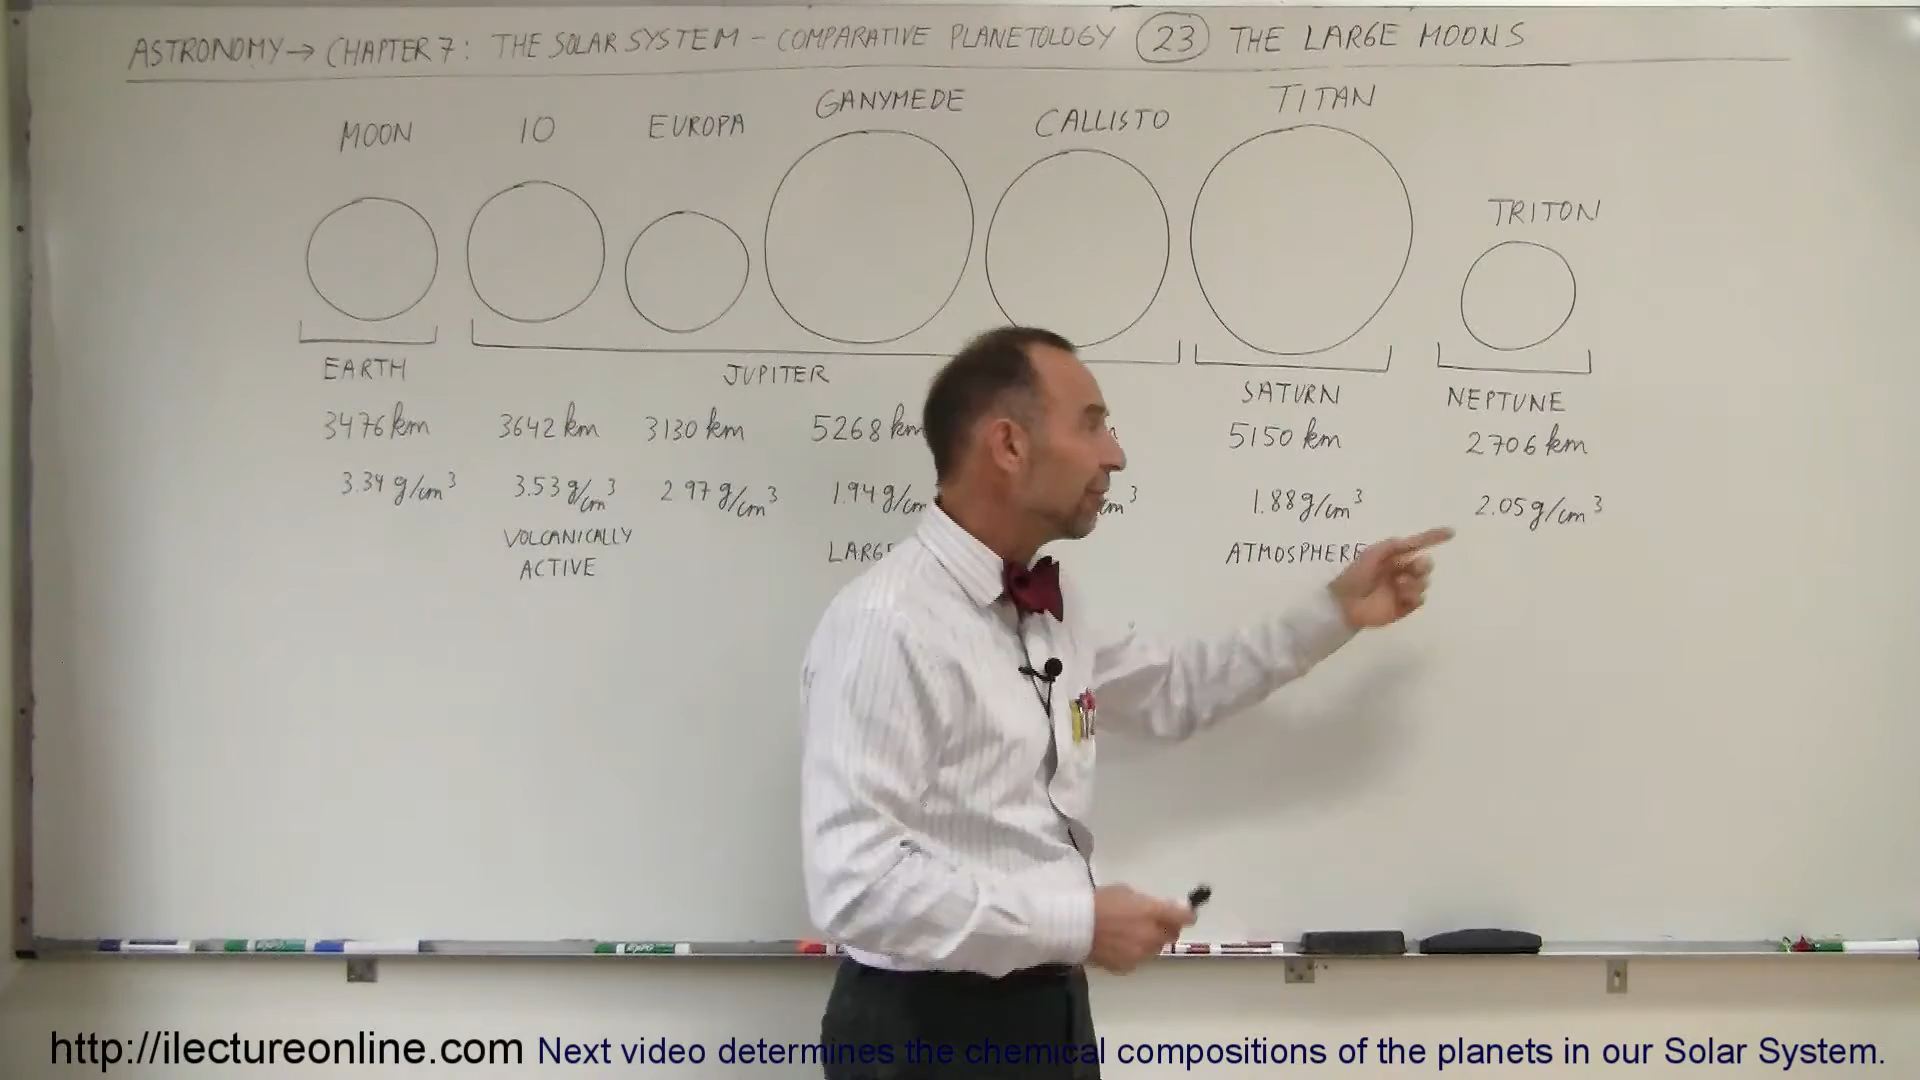 ASTRONOMY → CHAPTER 7: THE SOLAR SYSTEM - COMPARATIVE PLANETOLOGY 23 THE LARGE MOONS
MOON IO EUROPA GANYMEDE CALLISTO TITAN TRITON
EARTH JUPITER SATURN NEPTUNE
3476 km 3642 km 3130 km 5268 km 5150 km 2706 km
3.34 g/cm³ 3.53 g/cm³ 2.97 g/cm³ 1.94 g/cm cm³ 1.88 g/cm³ 2.05 g/cm³
VOLCANICALLY LARGE ATMOSPHERE
ACTIVE
http://ilectureonline.com Next video determines the chemical compositions of the planets in our Solar System.